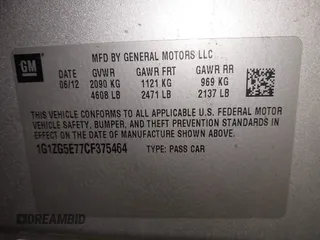 GM
MFD BY GENERAL MOTORS LLC
DATE GVWR GAWR FRT GAWR RR
06/12 2090 KG 1121 KG 969 KG
4608 LB 2471 LB 2137 LB
THIS VEHICLE CONFORMS TO ALL APPLICABLE U.S. FEDERAL MOTOR
VEHICLE SAFETY, BUMPER, AND THEFT PREVENTION STANDARDS IN
EFFECT ON THE DATE OF MANUFACTURE SHOWN ABOVE.
1G1ZG5E77CF375464 TYPE: PASS CAR
DREAMBID